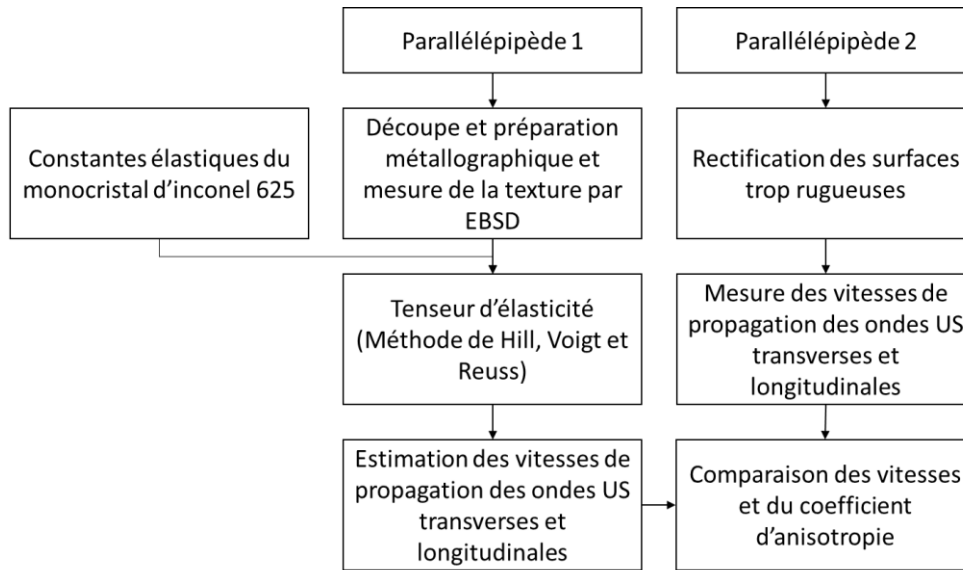 Parallélépipède 1
Parallélépipède 2
Constantes élastiques du
monocristal d'inconel 625
Découpe et préparation
métallographique et
mesure de la texture par
EBSD
Rectification des surfaces
trop rugueuses
Tenseur d'élasticité
(Méthode de Hill, Voigt et
Reuss)
Mesure des vitesses de
propagation des ondes US
transverses et
longitudinales
Estimation des vitesses de
propagation des ondes US
transverses et
longitudinales
Comparaison des vitesses
et du coefficient
d'anisotropie